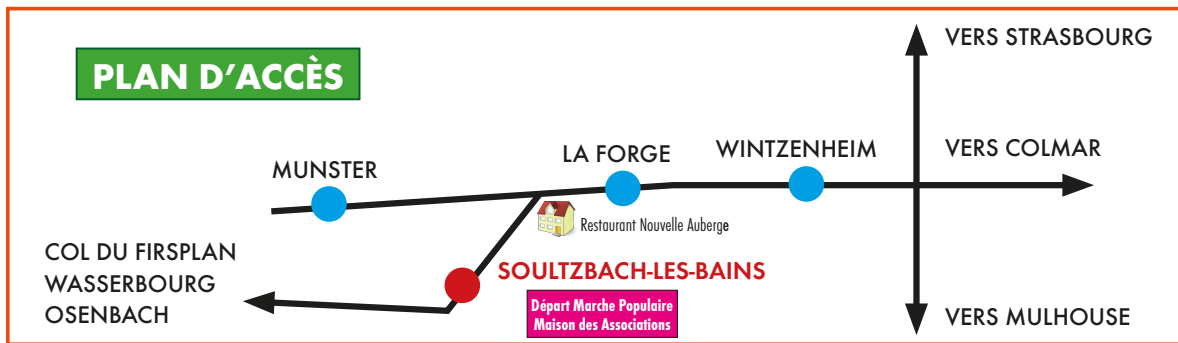 PLAN D'ACCÈS
VERS STRASBOURG
MUNSTER
LA FORGE
WINTZENHEIM
VERS COLMAR
Restaurant Nouvelle Auberge
COL DU FIRSPLAN
WASSERBOURG
OSENBACH
SOULTZBACH-LES-BAINS
Départ Marche Populaire
Maison des Associations
VERS MULHOUSE